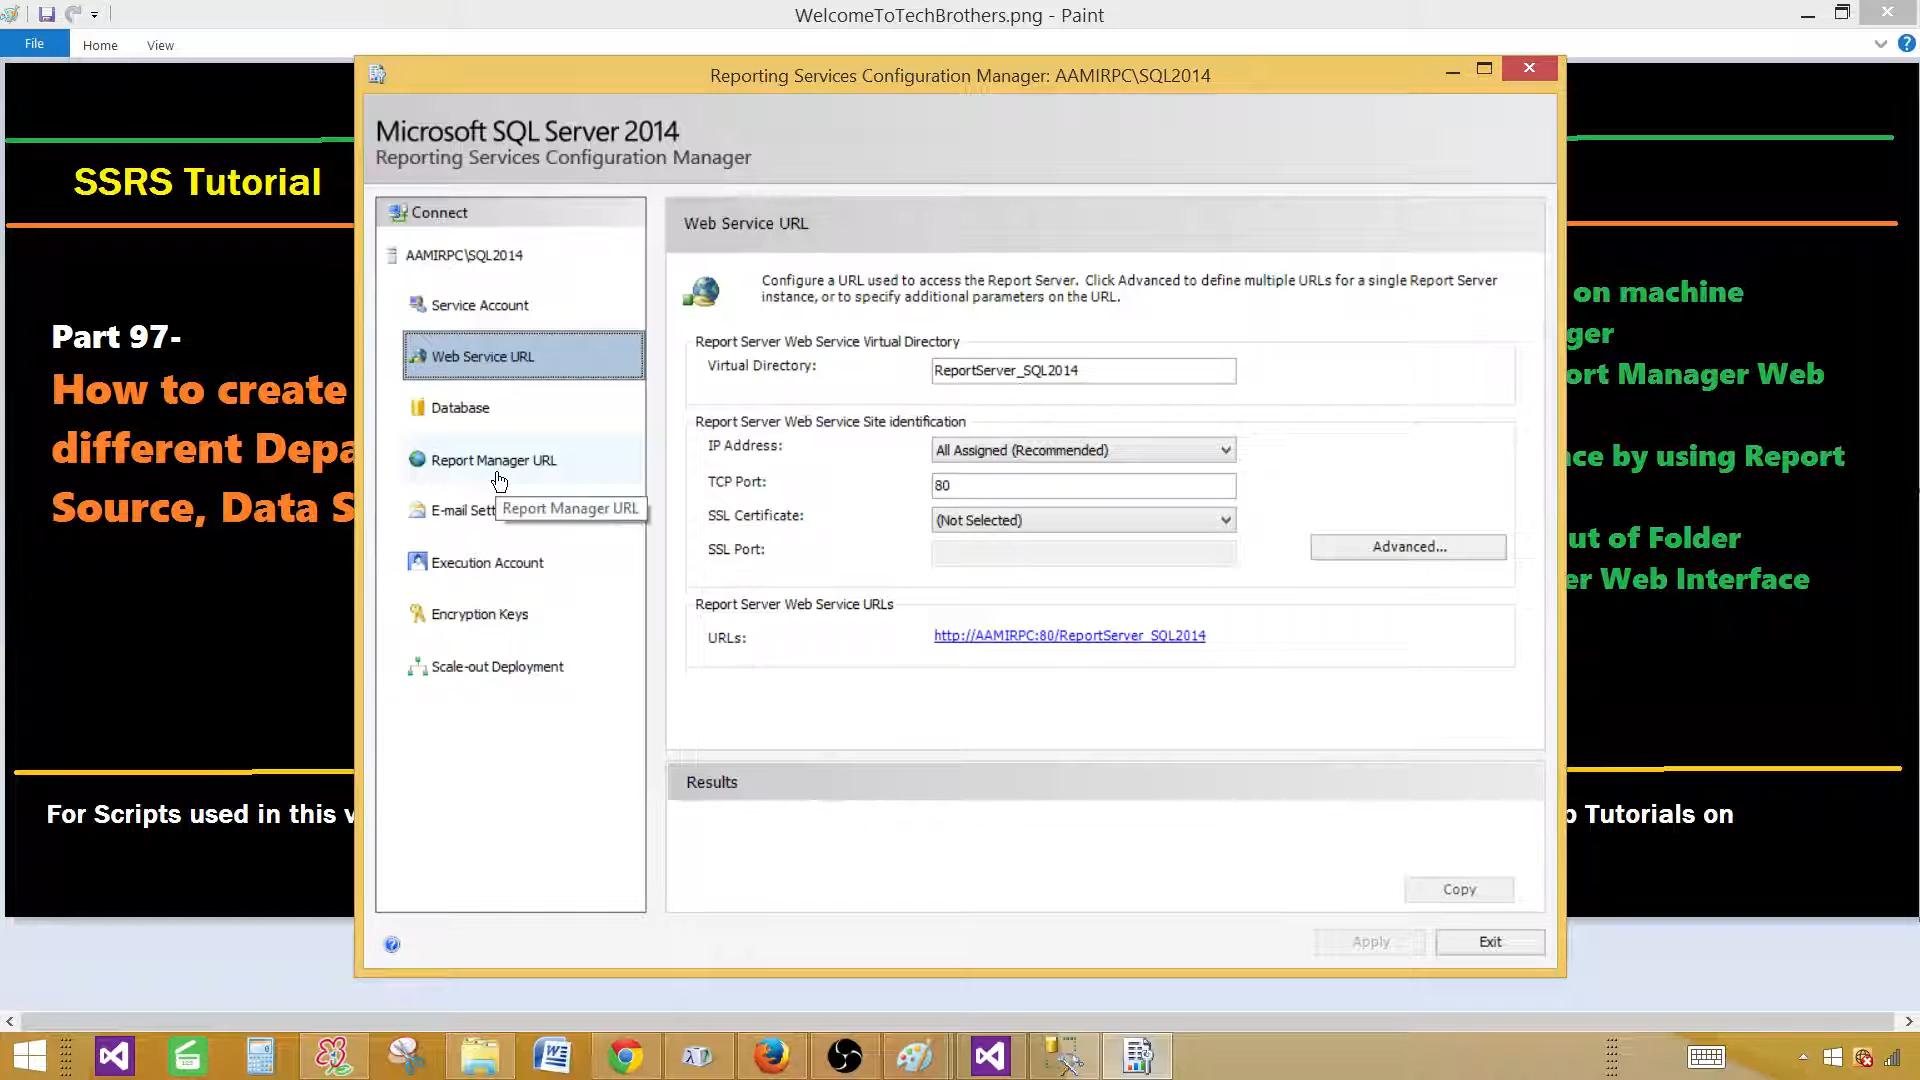 WelcomeToTechBrothers.png - Paint
File
Home
View
Reporting Services Configuration Manager: AAMIRPC\SQL2014
Microsoft SQL Server 2014
Reporting Services Configuration Manager
SSRS Tutorial
Part 97-
How to create
different Depa
Source, Data S
For Scripts used in this v
Connect
AAMIRPC\SQL2014
Service Account
Web Service URL
Database
Report Manager URL
E-mail Sett
Report Manager URL
Execution Account
Encryption Keys
Scale-out Deployment
Web Service URL
Configure a URL used to access the Report Server. Click Advanced to define multiple URLs for a single Report Server
instance, or to specify additional parameters on the URL.
Report Server Web Service Virtual Directory
Virtual Directory:
ReportServer_SQL2014
Report Server Web Service Site identification
IP Address:
All Assigned (Recommended)
TCP Port:
80
SSL Certificate:
(Not Selected)
SSL Port:
Advanced...
Report Server Web Service URLs
URLs:
http://AAMIRPC:80/ReportServer_SQL2014
Results
Copy
Apply
Exit
on machine
ger
ort Manager Web
ce by using Report
ut of Folder
er Web Interface
Tutorials on